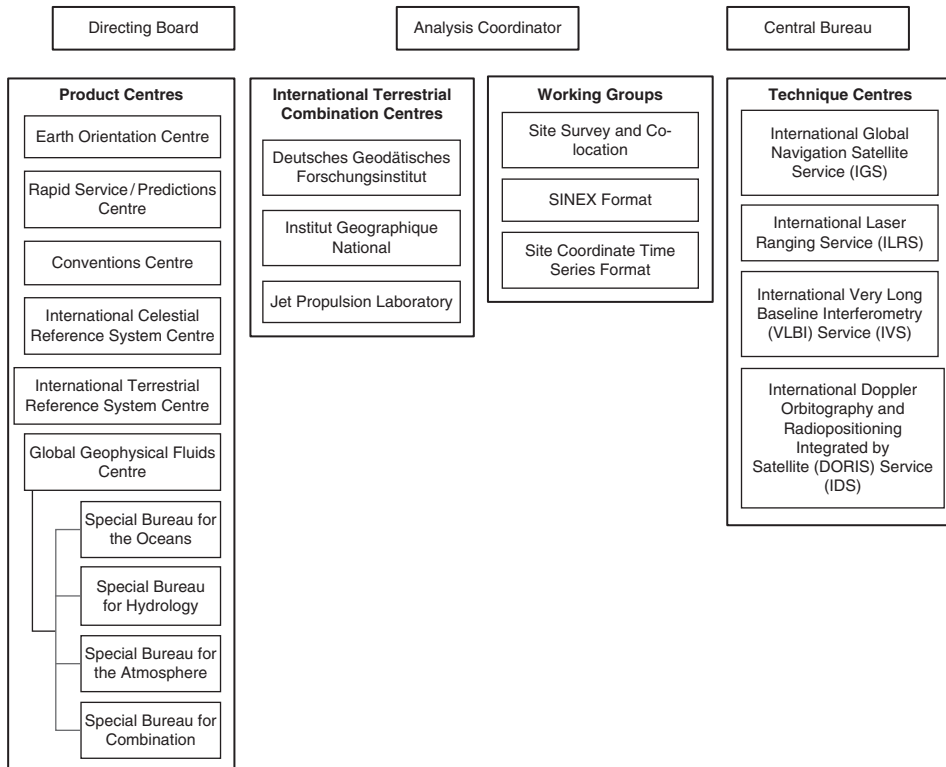 Directing Board
Analysis Coordinator
Central Bureau
Product Centres
Earth Orientation Centre
Rapid Service / Predictions
Centre
Conventions Centre
International Celestial
Reference System Centre
International Terrestrial
Reference System Centre
Global Geophysical Fluids
Centre
Special Bureau for
the Oceans
Special Bureau
for Hydrology
Special Bureau for
the Atmosphere
Special Bureau for
Combination
International Terrestrial
Combination Centres
Deutsches Geodätisches
Forschungsinstitut
Institut Geographique
National
Jet Propulsion Laboratory
Working Groups
Site Survey and Co-
location
SINEX Format
Site Coordinate Time
Series Format
Technique Centres
International Global
Navigation Satellite
Service (IGS)
International Laser
Ranging Service (ILRS)
International Very Long
Baseline Interferometry
(VLBI) Service (IVS)
International Doppler
Orbitography and
Radiopositioning
Integrated by
Satellite (DORIS) Service
(IDS)